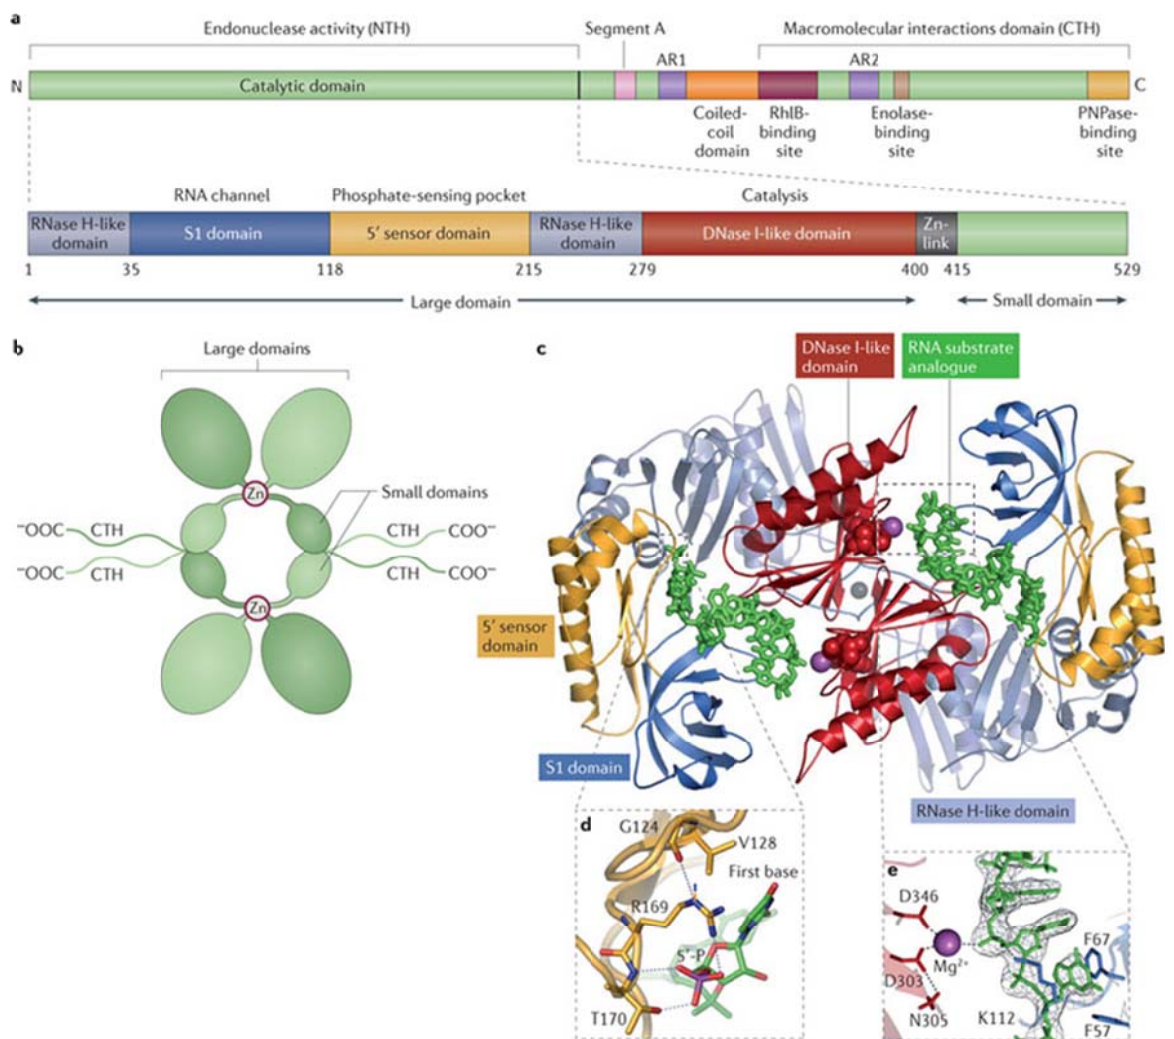 a
Endonuclease activity (NTH)
Segment A
Macromolecular interactions domain (CTH)
AR1
AR2
N
Catalytic domain
C
Coiled-
coil
domain
RhlB-
binding
site
Enolase-
binding
site
PNPase-
binding
site
RNA channel
Phosphate-sensing pocket
Catalysis
RNase H-like
domain
S1 domain
5′ sensor domain
RNase H-like
domain
DNase I-like domain
Zn-
link
1
35
118
215
279
400
415
529
Large domain
Small domain
b
Large domains
Zn
Small domains
⁻OOC
CTH
CTH
COO⁻
⁻OOC
CTH
CTH
COO⁻
Zn
c
DNase I-like
domain
RNA substrate
analogue
5′ sensor
domain
S1 domain
RNase H-like domain
d
G124
V128
First base
R169
5′-P
T170
e
D346
Mg²⁺
F67
D303
N305
K112
F57